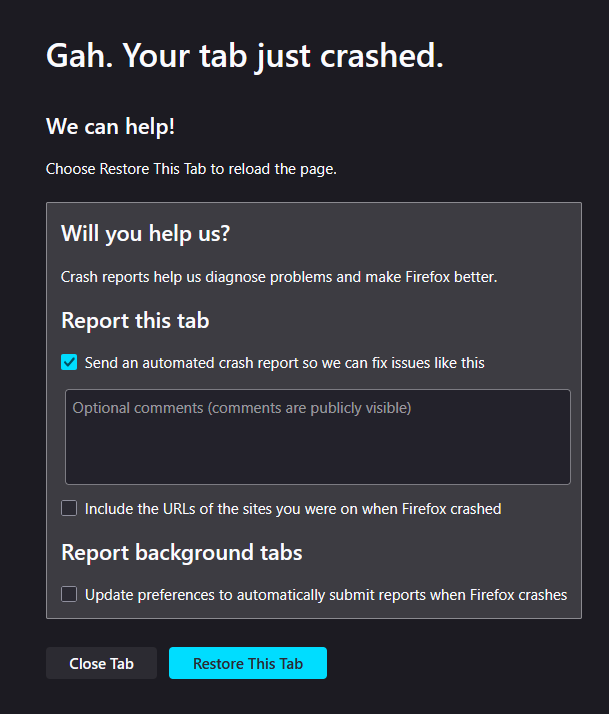 Gah. Your tab just crashed.
We can help!
Choose Restore This Tab to reload the page.
Will you help us?
Crash reports help us diagnose problems and make Firefox better.
Report this tab
Send an automated crash report so we can fix issues like this
Optional comments (comments are publicly visible)
Include the URLs of the sites you were on when Firefox crashed
Report background tabs
Update preferences to automatically submit reports when Firefox crashes
Close Tab
Restore This Tab